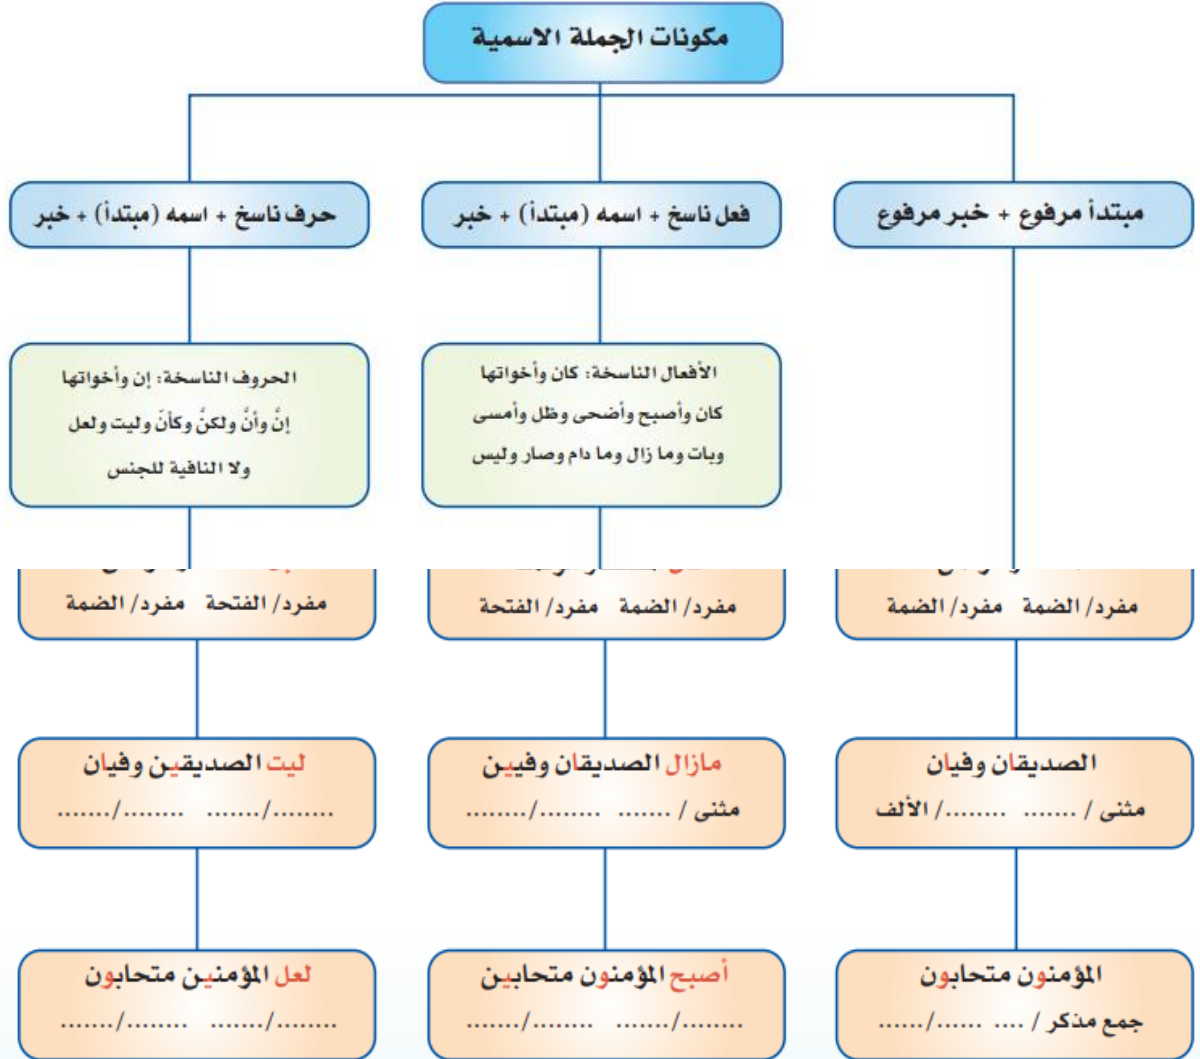 مكونات الجملة الاسمية
مبتدأ مرفوع + خبر مرفوع
فعل ناسخ + اسمه (مبتدأ) + خبر
حرف ناسخ + اسمه (مبتدأ) + خبر
الأفعال الناسخة: كان وأخواتها
كان وأصبح وأضحى وظل وأمسى
وبات وما زال وما دام وصار وليس
الحروف الناسخة: إن وأخواتها
إنَّ وأنَّ ولكنَّ وكأنَ وليت ولعل
ولا النافية للجنس
مفرد/ الضمة مفرد/ الضمة
مفرد/ الضمة مفرد/ الفتحة
مفرد/ الفتحة مفرد/ الضمة
الصديقان وفيان
مثنى / ....... ......../ الألف
مازال الصديقان وفيين
مثنى / ....... ......../........
ليت الصديقين وفيان
......../....... ......../.......
المؤمنون متحابون
جمع مذكر / .... ....../......
أصبح المؤمنون متحابين
......../....... ......../.......
لعل المؤمنين متحابون
......../....... ......../.......